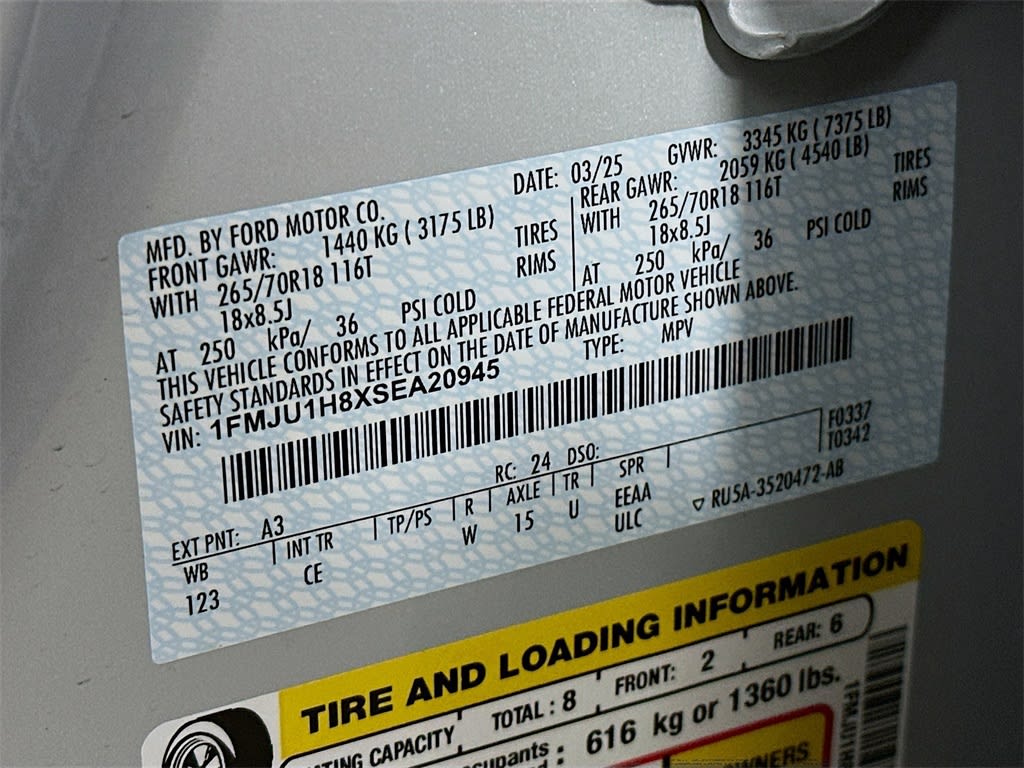 MFD. BY FORD MOTOR CO.
DATE: 03/25
GVWR: 3345 KG ( 7375 LB)
FRONT GAWR: 1440 KG ( 3175 LB)
REAR GAWR: 2059 KG ( 4540 LB)
WITH 265/70R18 116T TIRES
WITH 265/70R18 116T TIRES
18x8.5J RIMS
18x8.5J RIMS
AT 250 kPa/ 36 PSI COLD
AT 250 kPa/ 36 PSI COLD
THIS VEHICLE CONFORMS TO ALL APPLICABLE FEDERAL MOTOR VEHICLE
SAFETY STANDARDS IN EFFECT ON THE DATE OF MANUFACTURE SHOWN ABOVE.
VIN: 1FMJU1H8XSEA20945
TYPE: MPV
F0337
T0342
EXT PNT: A3 RC: 24 DSO:
WB INT TR TP/PS R AXLE TR SPR
123 CE W 15 U EEAA
ULC
▽ RU5A-3520472-AB
TIRE AND LOADING INFORMATION
TING CAPACITY TOTAL : 8 FRONT: 2 REAR: 6
cupants : 616 kg or 1360 lbs.
WNERS